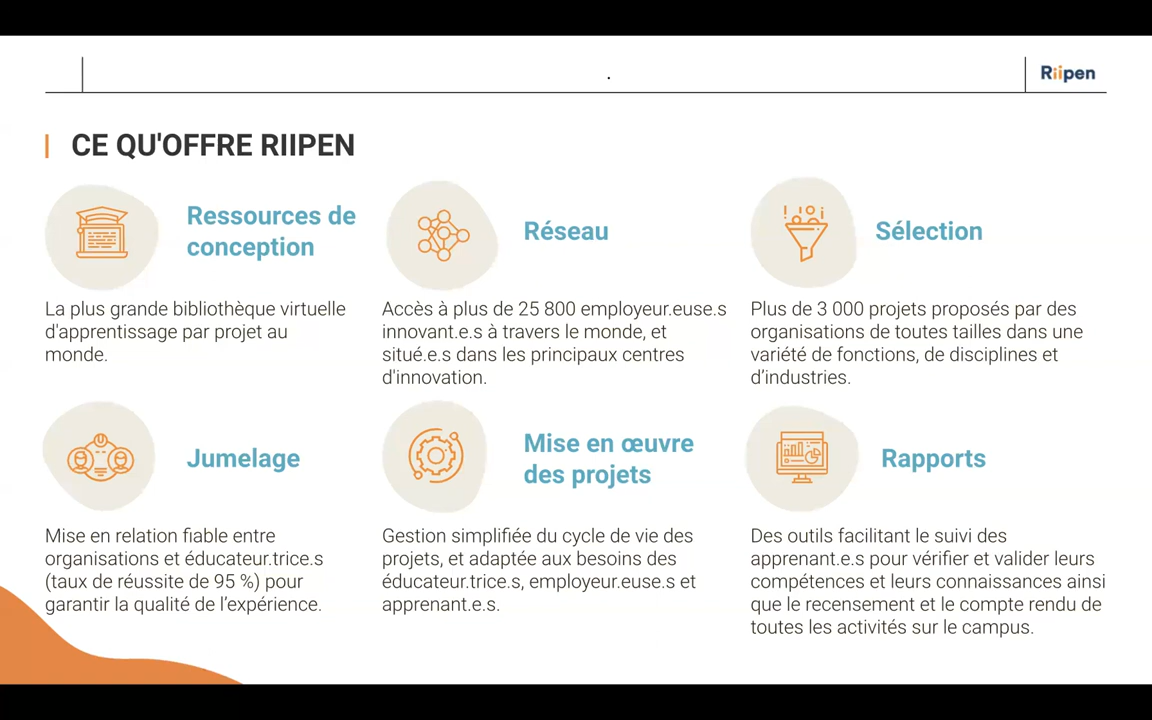 Riipen
CE QU'OFFRE RIIPEN
Ressources de
conception
La plus grande bibliothèque virtuelle
d'apprentissage par projet au
monde.
Réseau
Accès à plus de 25 800 employeur.euse.s
innovant.e.s à travers le monde, et
situé.e.s dans les principaux centres
d'innovation.
Sélection
Plus de 3 000 projets proposés par des
organisations de toutes tailles dans une
variété de fonctions, de disciplines et
d’industries.
Jumelage
Mise en relation fiable entre
organisations et éducateur.trice.s
(taux de réussite de 95 %) pour
garantir la qualité de l’expérience.
Mise en œuvre
des projets
Gestion simplifiée du cycle de vie des
projets, et adaptée aux besoins des
éducateur.trice.s, employeur.euse.s et
apprenant.e.s.
Rapports
Des outils facilitant le suivi des
apprenant.e.s pour vérifier et valider leurs
compétences et leurs connaissances ainsi
que le recensement et le compte rendu de
toutes les activités sur le campus.